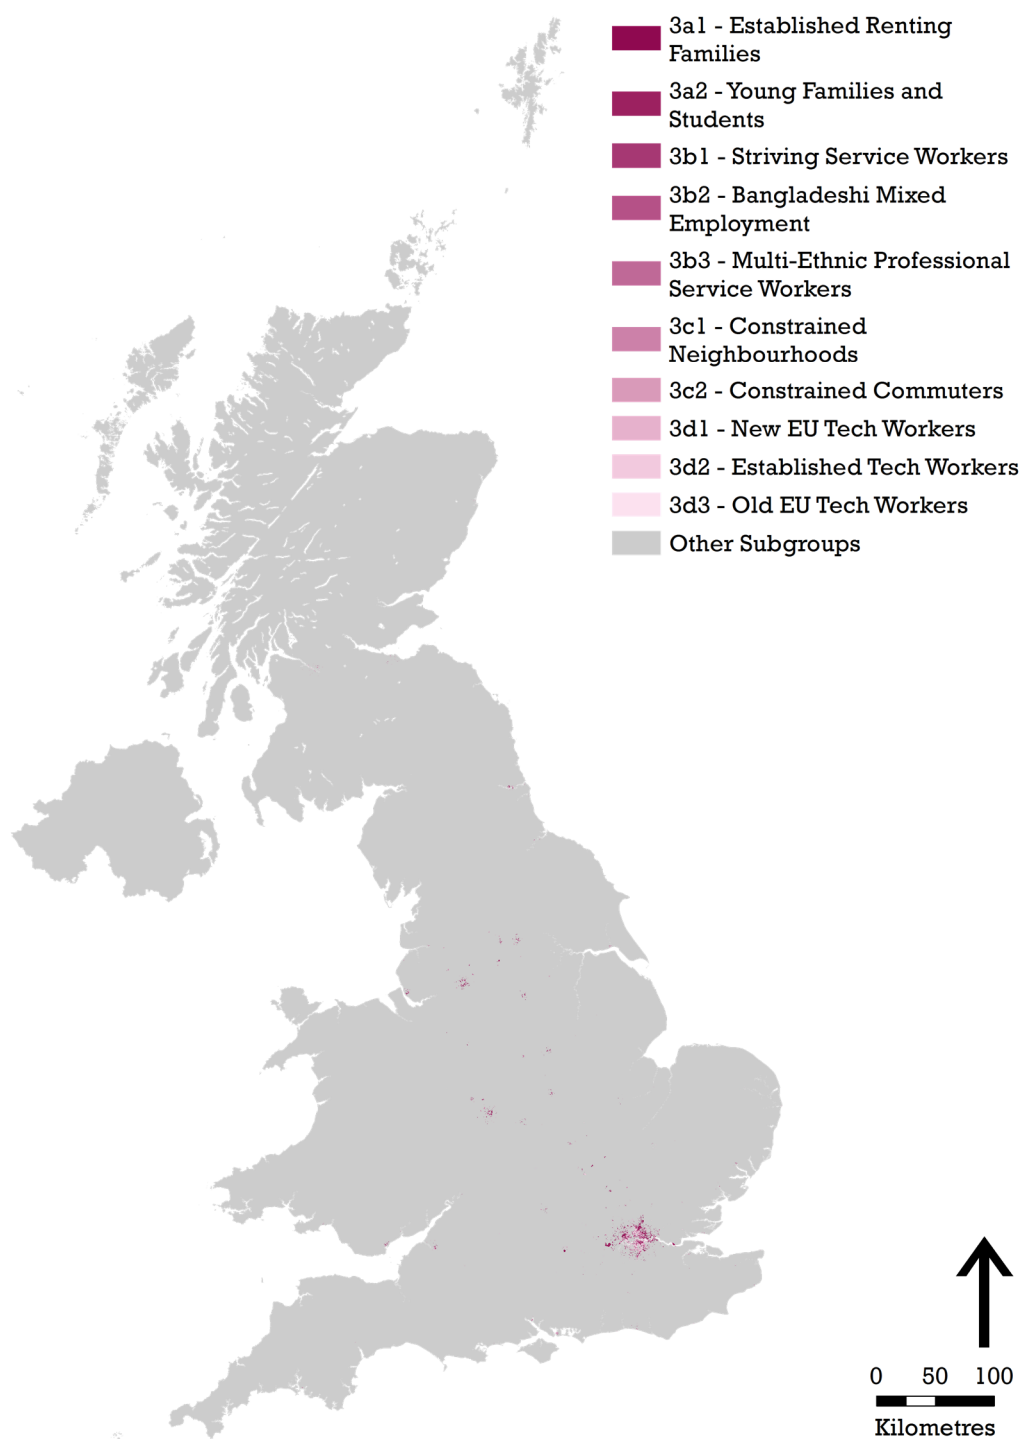 3a1 - Established Renting
Families
3a2 - Young Families and
Students
3b1 - Striving Service Workers
3b2 - Bangladeshi Mixed
Employment
3b3 - Multi-Ethnic Professional
Service Workers
3c1 - Constrained
Neighbourhoods
3c2 - Constrained Commuters
3d1 - New EU Tech Workers
3d2 - Established Tech Workers
3d3 - Old EU Tech Workers
Other Subgroups
0 50 100
Kilometres